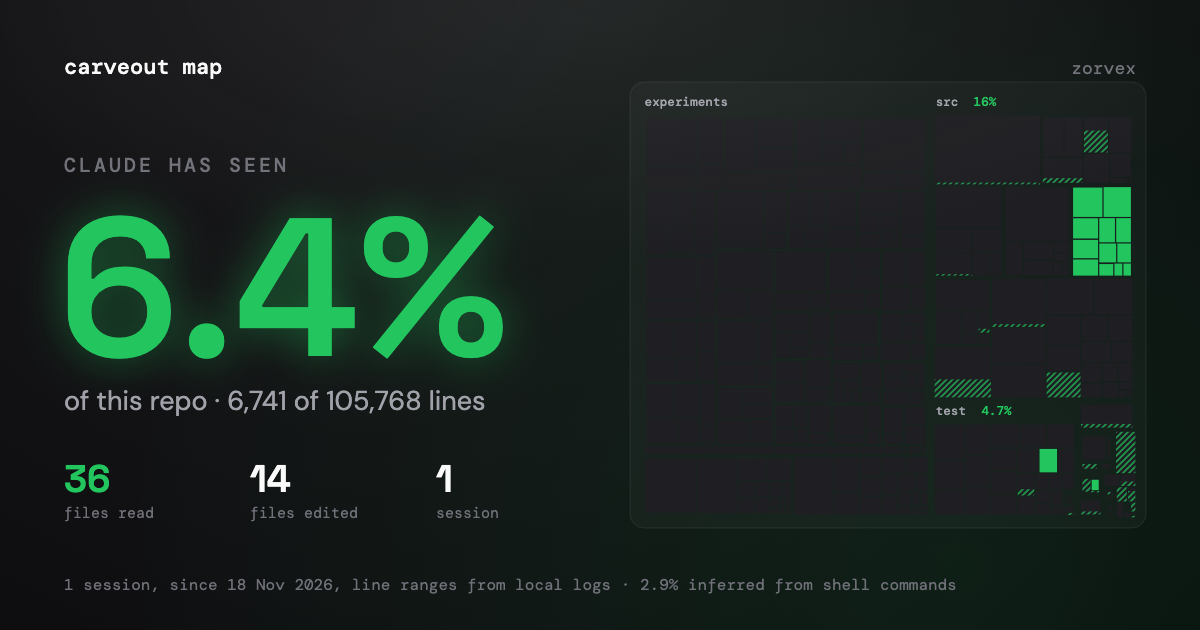 carveout map
zorvex
CLAUDE HAS SEEN
6.4%
of this repo · 6,741 of 105,768 lines
36
files read
14
files edited
1
session
experiments
src 16%
test 4.7%
1 session, since 18 Nov 2026, line ranges from local logs · 2.9% inferred from shell commands